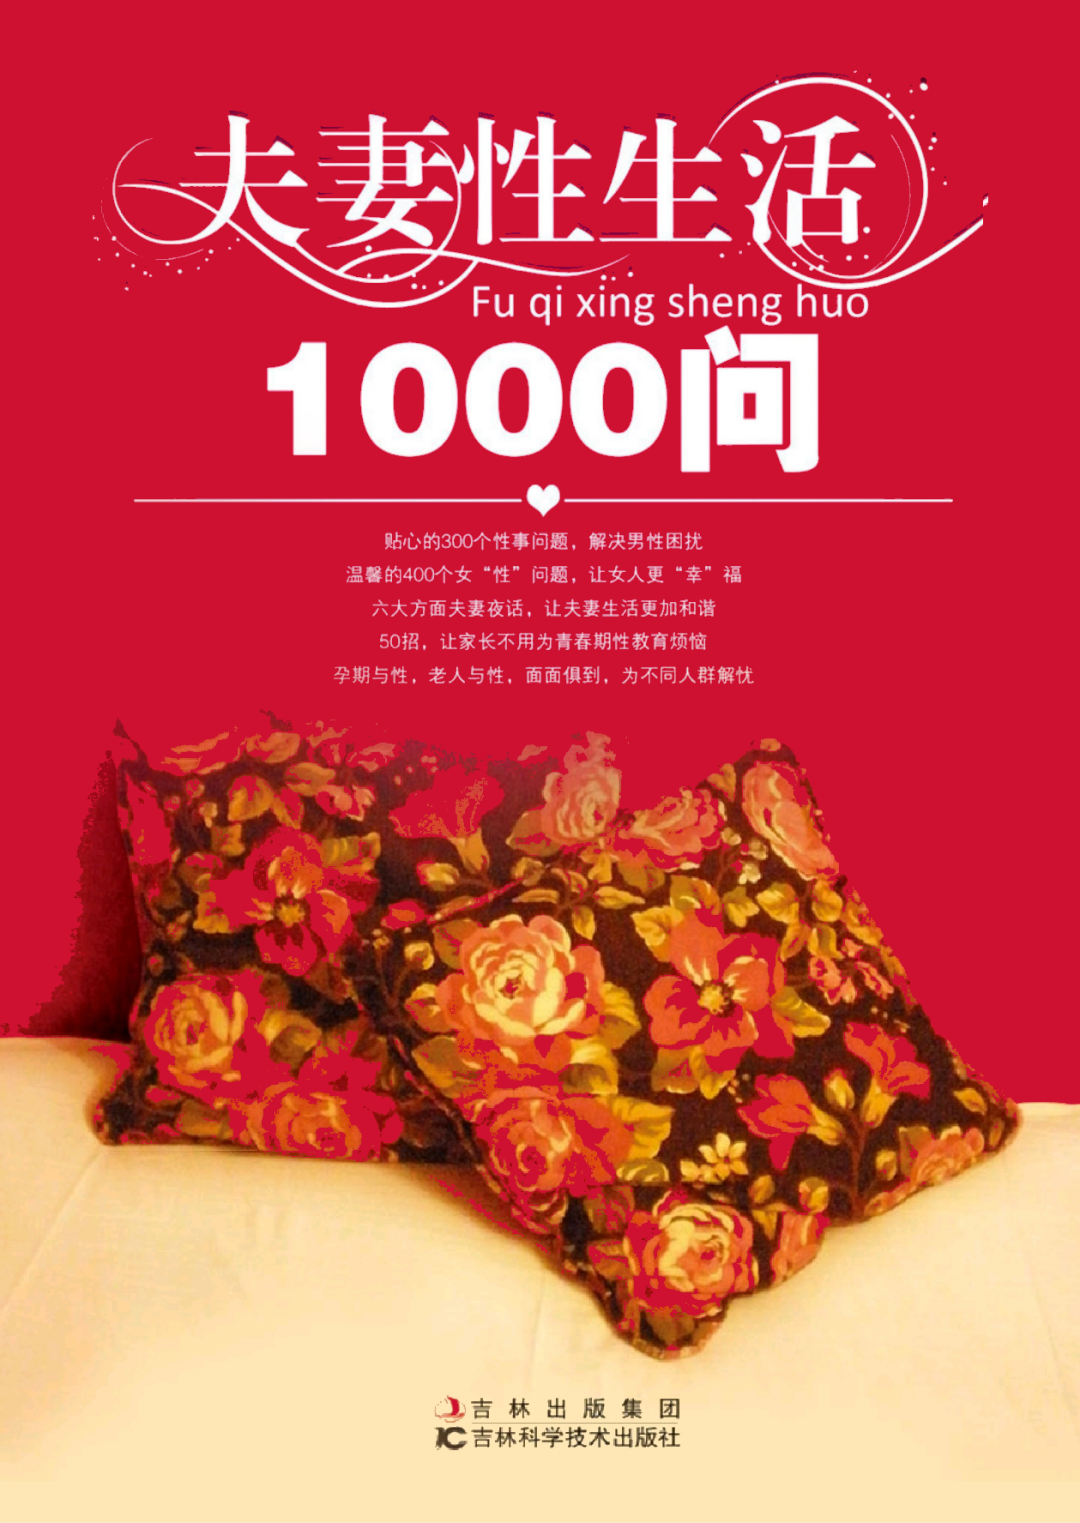 夫妻性生活
Fu qi xing sheng huo
1000问
贴心的300个性事问题，解决男性困扰
温馨的400个女“性”问题，让女人更“幸”福
六大方面夫妻夜话，让夫妻生活更加和谐
50招，让家长不用为青春期性教育烦恼
孕期与性，老人与性，面面俱到，为不同人群解忧
吉林出版集团
吉林科学技术出版社